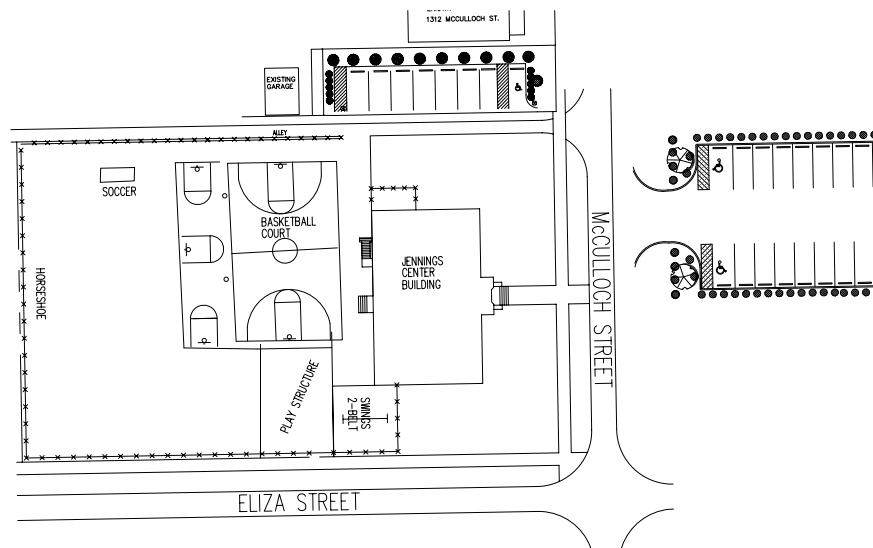 1312 MCCULLOCH ST.
EXISTING
GARAGE
ALLEY
SOCCER
BASKETBALL
COURT
JENNINGS
CENTER
BUILDING
HORSESHOE
McCULLOCH STREET
PLAY STRUCTURE
SWINGS
2-BELT
ELIZA STREET